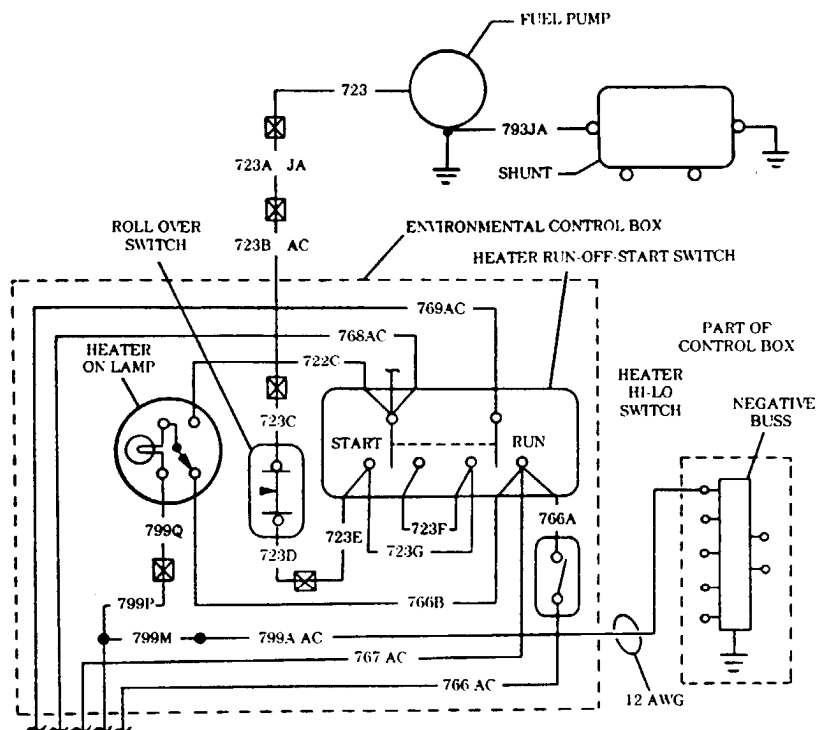 FUEL PUMP
723
793JA
SHUNT
723A JA
ROLL OVER
SWITCH
723B AC
ENVIRONMENTAL CONTROL BOX
HEATER RUN-OFF-START SWITCH
769AC
768AC
PART OF
CONTROL BOX
HEATER
ON LAMP
722C
HEATER
HI-LO
SWITCH
NEGATIVE
BUSS
723C
START
RUN
799Q
723D
723E
723F
723G
766A
799P
766B
799M
799A AC
767 AC
766 AC
12 AWG